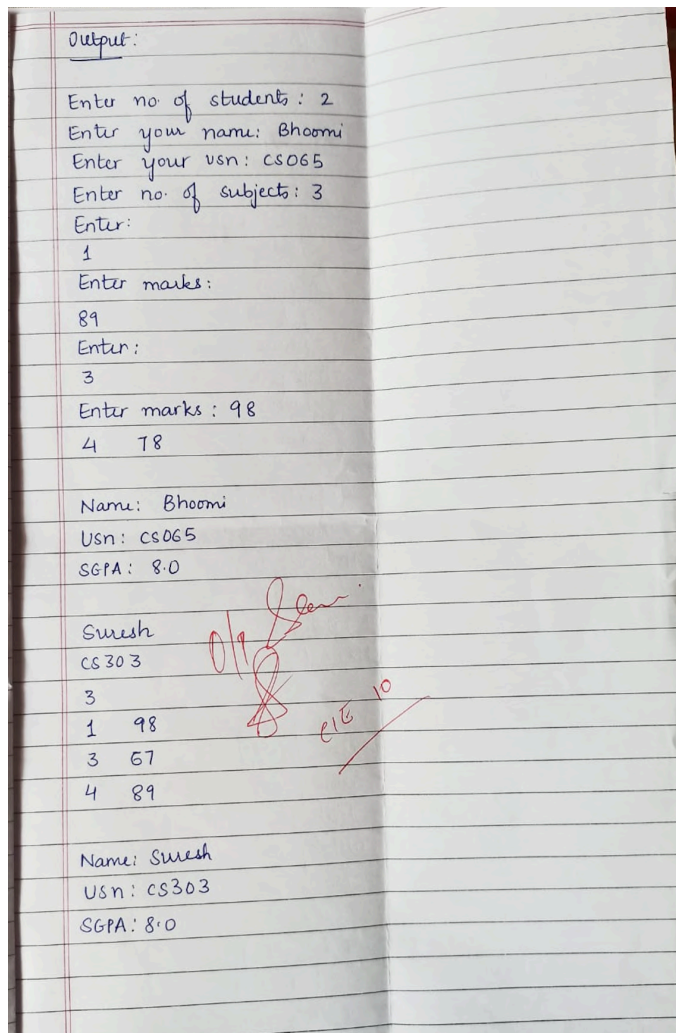 Output:
Enter no. of students: 2
Enter your name: Bhoomi
Enter your usn: CS065
Enter no. of subjects: 3
Enter:
1
Enter marks:
89
Enter:
3
Enter marks: 98
4 78
Name: Bhoomi
Usn: CS065
SGPA: 8.0
Suresh
CS303
O/P
3
1 98
CIE 10
3 67
4 89
Name: Suresh
Usn: CS303
SGPA: 8.0